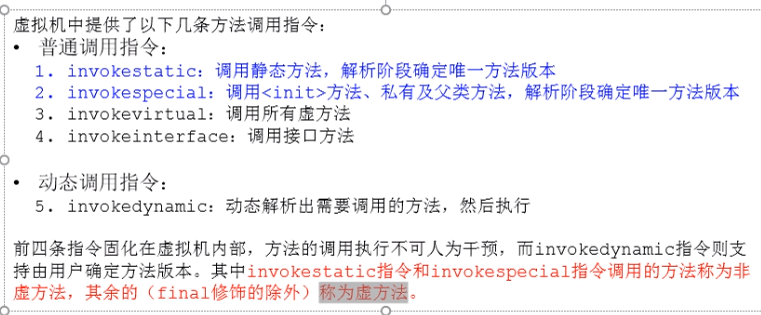 虚拟机中提供了以下几条方法调用指令：
• 普通调用指令：
1. invokestatic：调用静态方法，解析阶段确定唯一方法版本
2. invokespecial：调用<init>方法、私有及父类方法，解析阶段确定唯一方法版本
3. invokevirtual：调用所有虚方法
4. invokeinterface：调用接口方法
• 动态调用指令：
5. invokedynamic：动态解析出需要调用的方法，然后执行
前四条指令固化在虚拟机内部，方法的调用执行不可人为干预，而invokedynamic指令则支
持由用户确定方法版本。其中invokestatic指令和invokespecial指令调用的方法称为非
虚方法，其余的（final修饰的除外）称为虚方法。